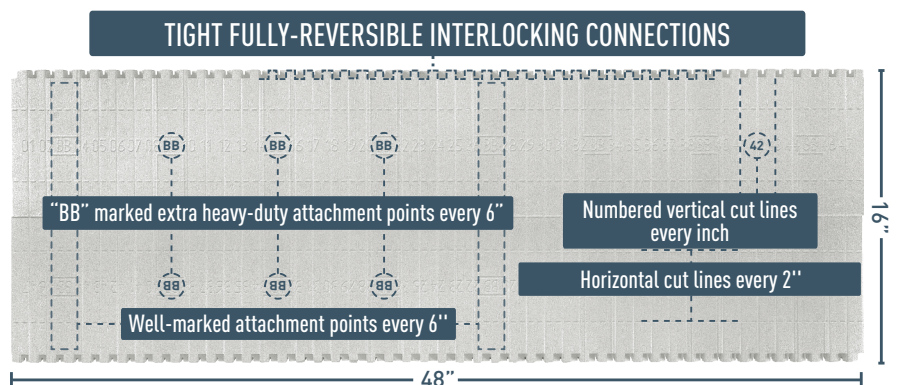 TIGHT FULLY-REVERSIBLE INTERLOCKING CONNECTIONS
BB
BB
BB
42
“BB” marked extra heavy-duty attachment points every 6”
Numbered vertical cut lines
every inch
16”
Horizontal cut lines every 2''
BB
BB
BB
Well-marked attachment points every 6''
48”